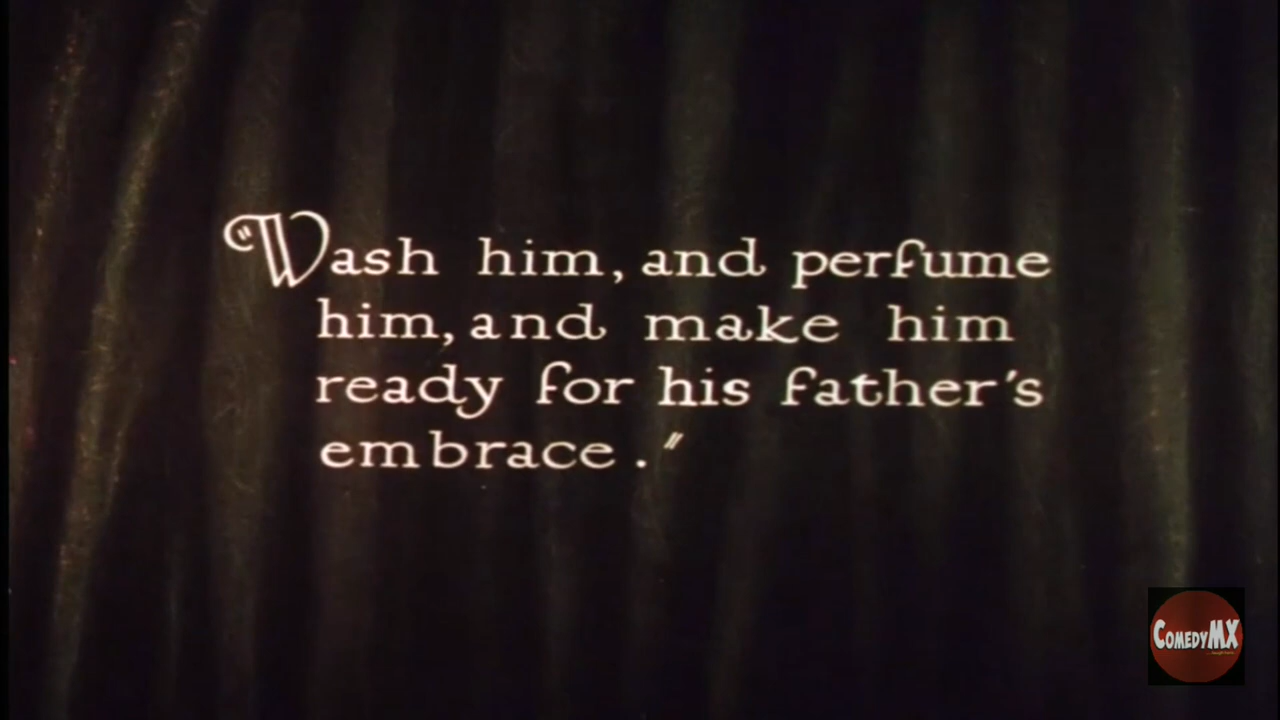 "Wash him, and perfume
him, and make him
ready for his father's
embrace."
COMEDYMX